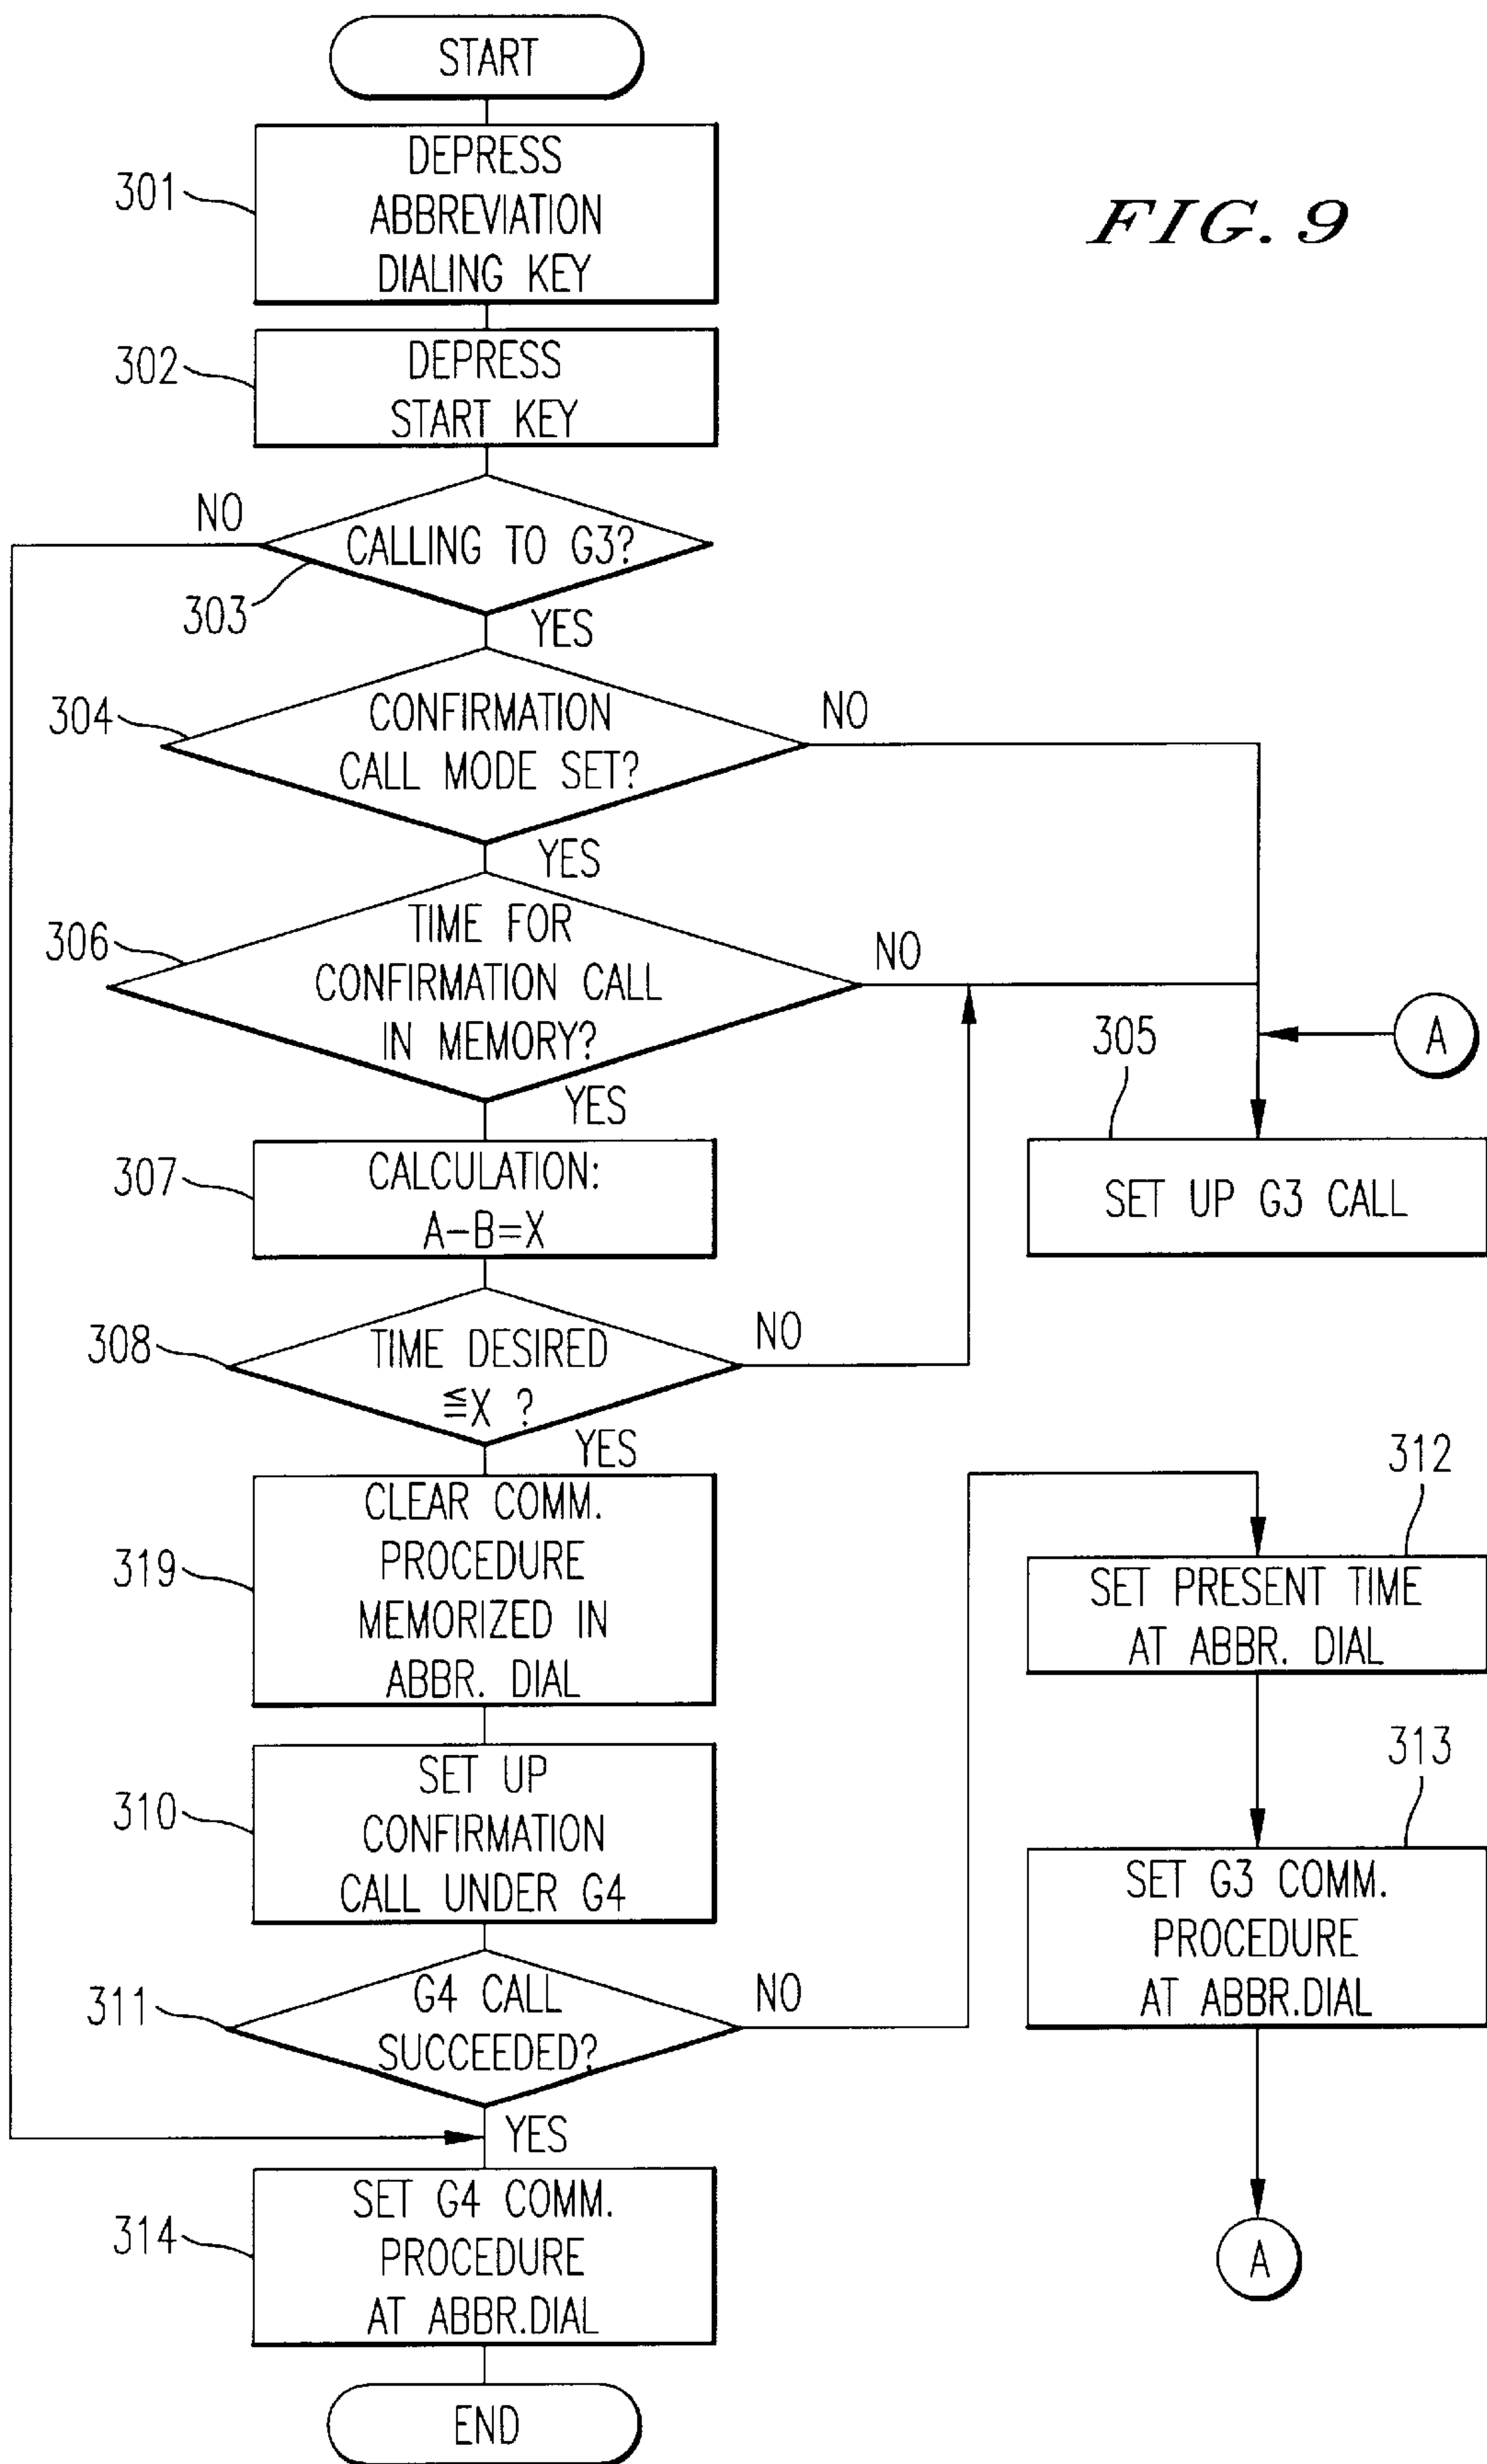 START
FIG. 9
301
DEPRESS
ABBREVIATION
DIALING KEY
302
DEPRESS
START KEY
NO
CALLING TO G3?
303
YES
304
CONFIRMATION
CALL MODE SET?
NO
YES
306
TIME FOR
CONFIRMATION CALL
IN MEMORY?
NO
305
A
YES
307
CALCULATION:
A-B=X
SET UP G3 CALL
308
TIME DESIRED
≦X ?
NO
YES
312
319
CLEAR COMM.
PROCEDURE
MEMORIZED IN
ABBR. DIAL
SET PRESENT TIME
AT ABBR. DIAL
313
310
SET UP
CONFIRMATION
CALL UNDER G4
SET G3 COMM.
PROCEDURE
AT ABBR.DIAL
311
G4 CALL
SUCCEEDED?
NO
YES
314
SET G4 COMM.
PROCEDURE
AT ABBR.DIAL
A
END